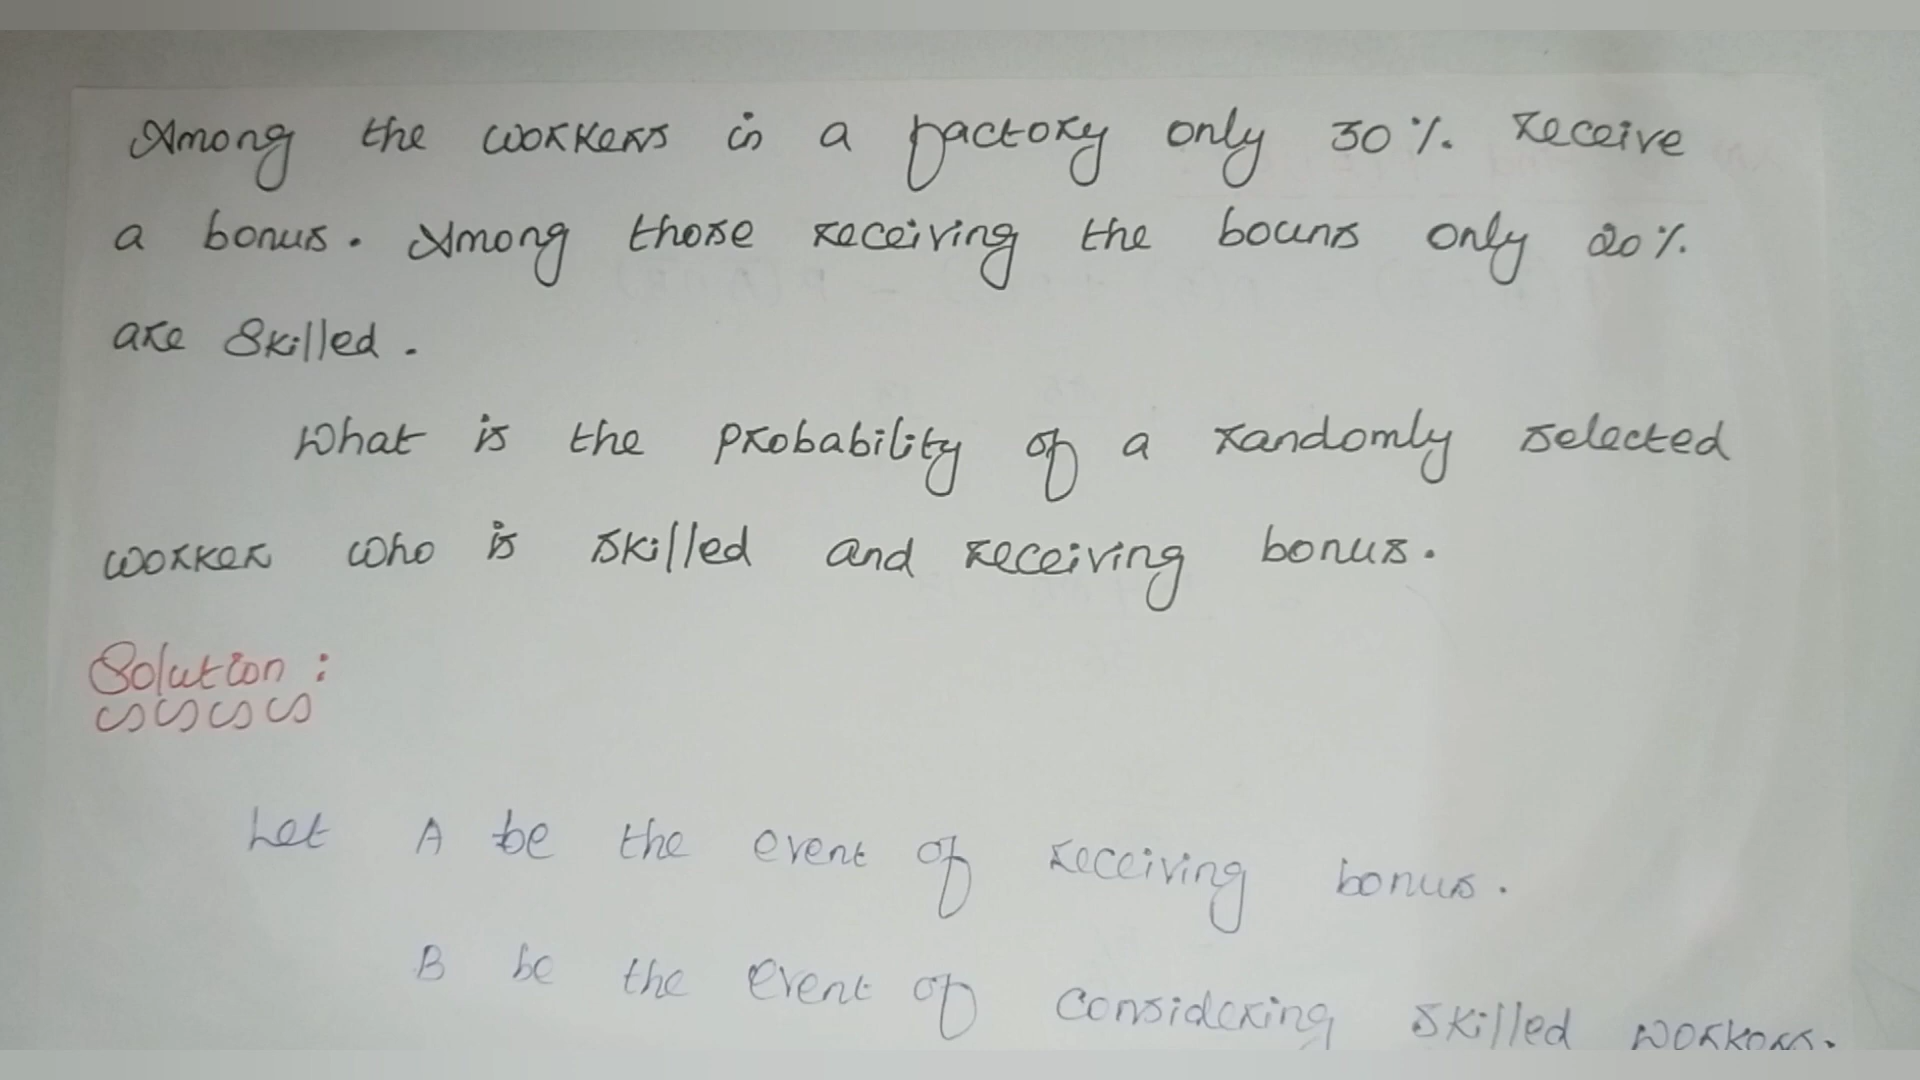 Among the workers in a factory only 30%. receive
a bonus. Among those receiving the bouns only 20%.
are skilled.
What is the probability of a randomly selected
worker who is skilled and receiving bonus.
Solution:
Let A be the event of receiving bonus.
B be the event of considering skilled workers.